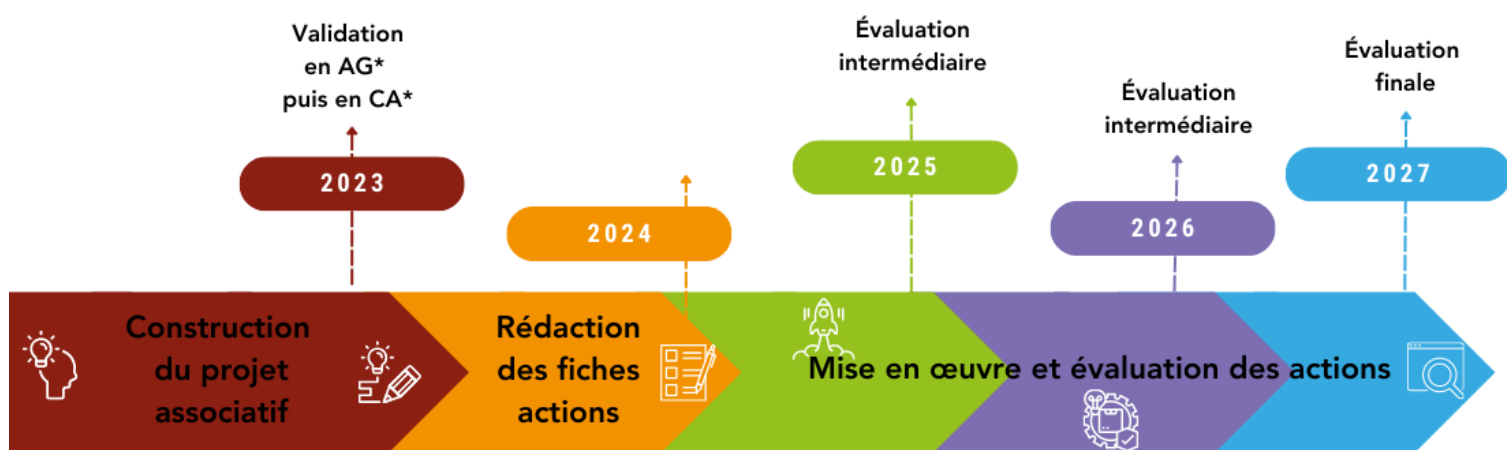 Validation
en AG*
puis en CA*
2023
2024
Évaluation
intermédiaire
2025
Évaluation
intermédiaire
2026
Évaluation
finale
2027
Construction
du projet
associatif
Rédaction
des fiches
actions
Mise en œuvre et évaluation des actions